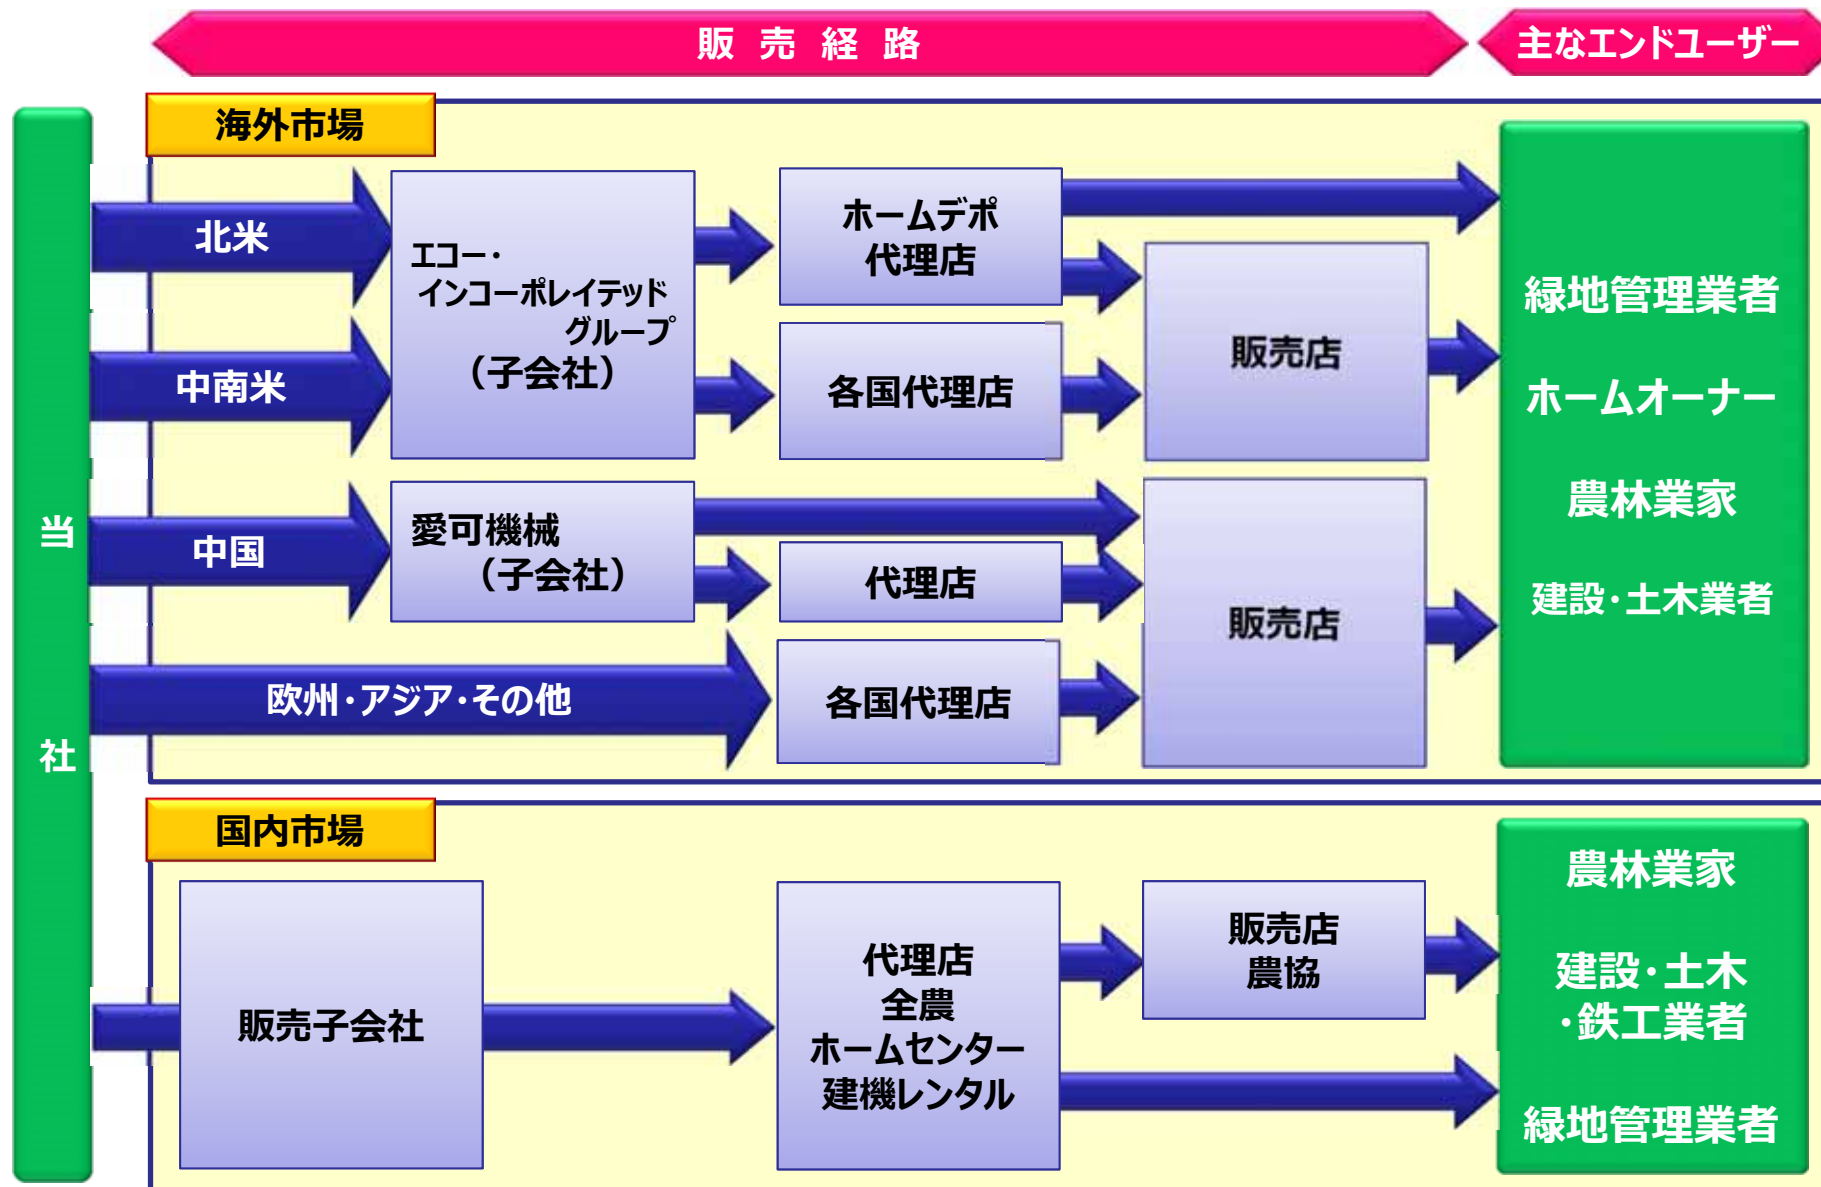 販売経路
主なエンドユーザー
当
社
海外市場
北米
中南米
エコー・
インコーポレイテッド
グループ
（子会社）
ホームデポ
代理店
各国代理店
販売店
中国
愛可機械
（子会社）
代理店
欧州・アジア・その他
各国代理店
販売店
緑地管理業者
ホームオーナー
農林業家
建設・土木業者
国内市場
販売子会社
代理店
全農
ホームセンター
建機レンタル
販売店
農協
農林業家
建設・土木
・鉄工業者
緑地管理業者